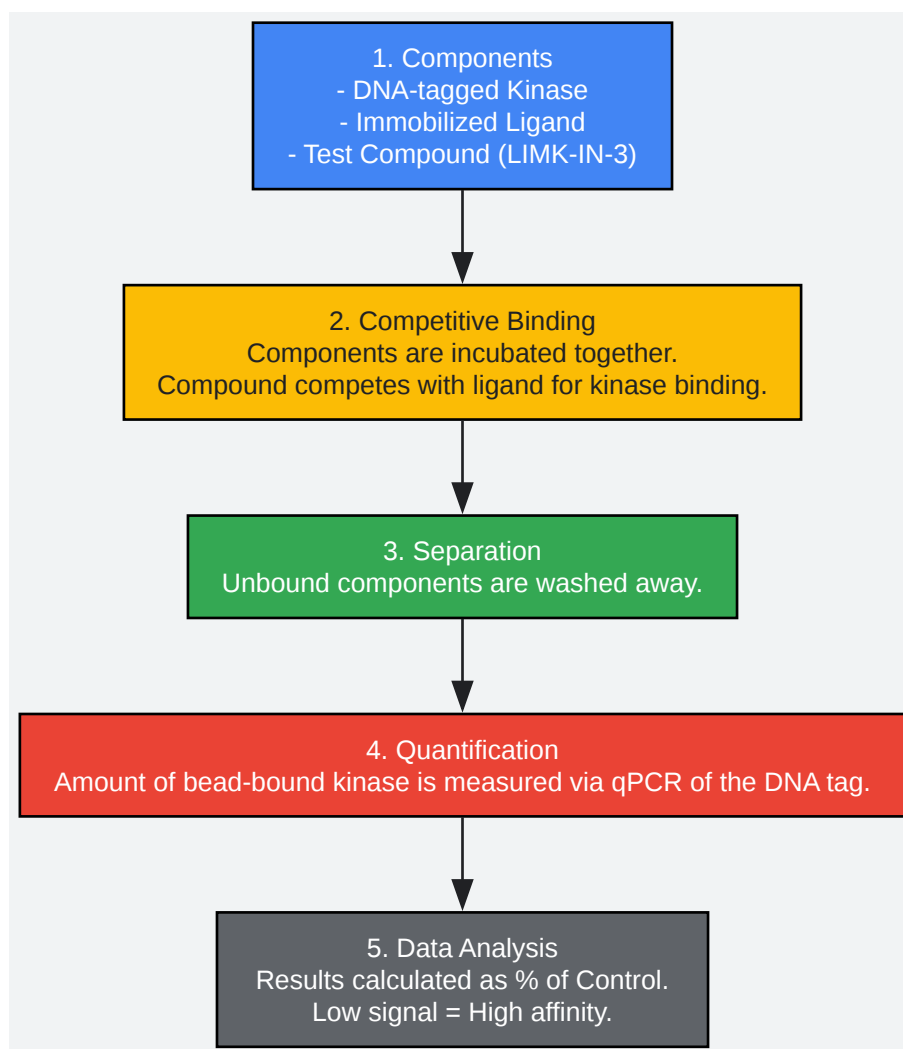 1. Components
- DNA-tagged Kinase
- Immobilized Ligand
- Test Compound (LIMK-IN-3)
2. Competitive Binding
Components are incubated together.
Compound competes with ligand for kinase binding.
3. Separation
Unbound components are washed away.
4. Quantification
Amount of bead-bound kinase is measured via qPCR of the DNA tag.
5. Data Analysis
Results calculated as % of Control.
Low signal = High affinity.